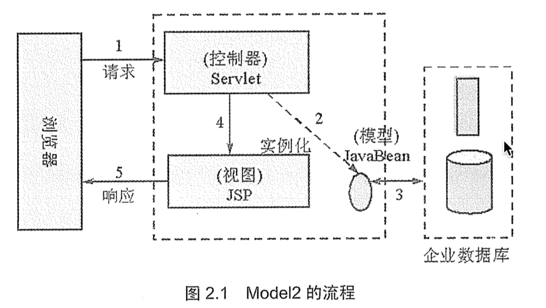 1
请求
(控制器)
Servlet
浏览器
4
2
实例化
(模型)
JavaBean
5
响应
(视图)
JSP
3
企业数据库
图 2.1 Model2 的流程